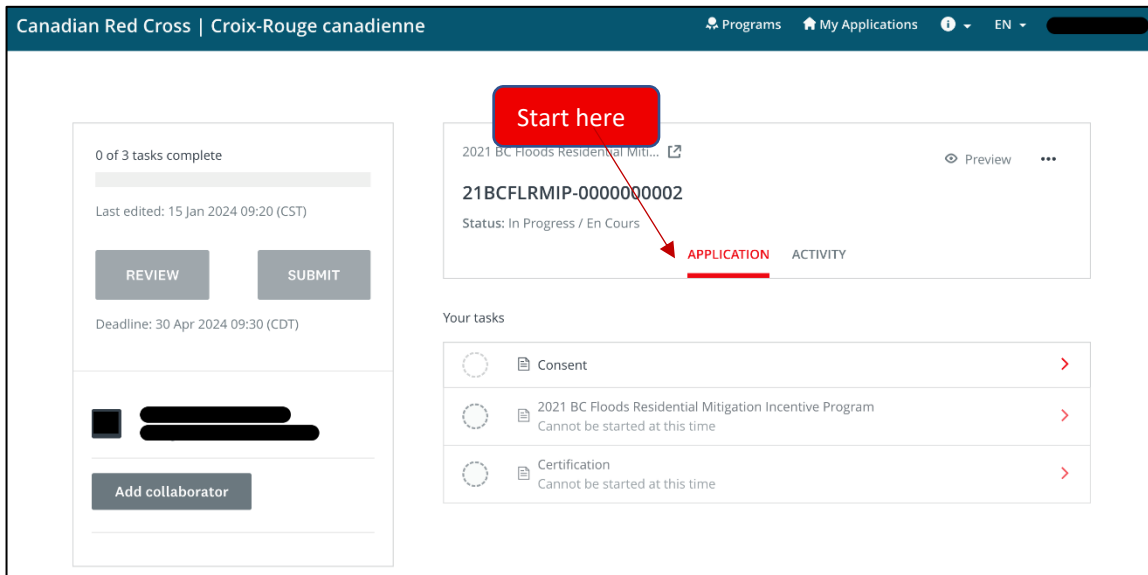 Canadian Red Cross | Croix-Rouge canadienne
Programs
My Applications
EN
Start here
0 of 3 tasks complete
Last edited: 15 Jan 2024 09:20 (CST)
REVIEW
SUBMIT
Deadline: 30 Apr 2024 09:30 (CDT)
Add collaborator
2021 BC Floods Residential Miti...
Preview
21BCFLRMIP-0000000002
Status: In Progress / En Cours
APPLICATION
ACTIVITY
Your tasks
Consent
2021 BC Floods Residential Mitigation Incentive Program
Cannot be started at this time
Certification
Cannot be started at this time